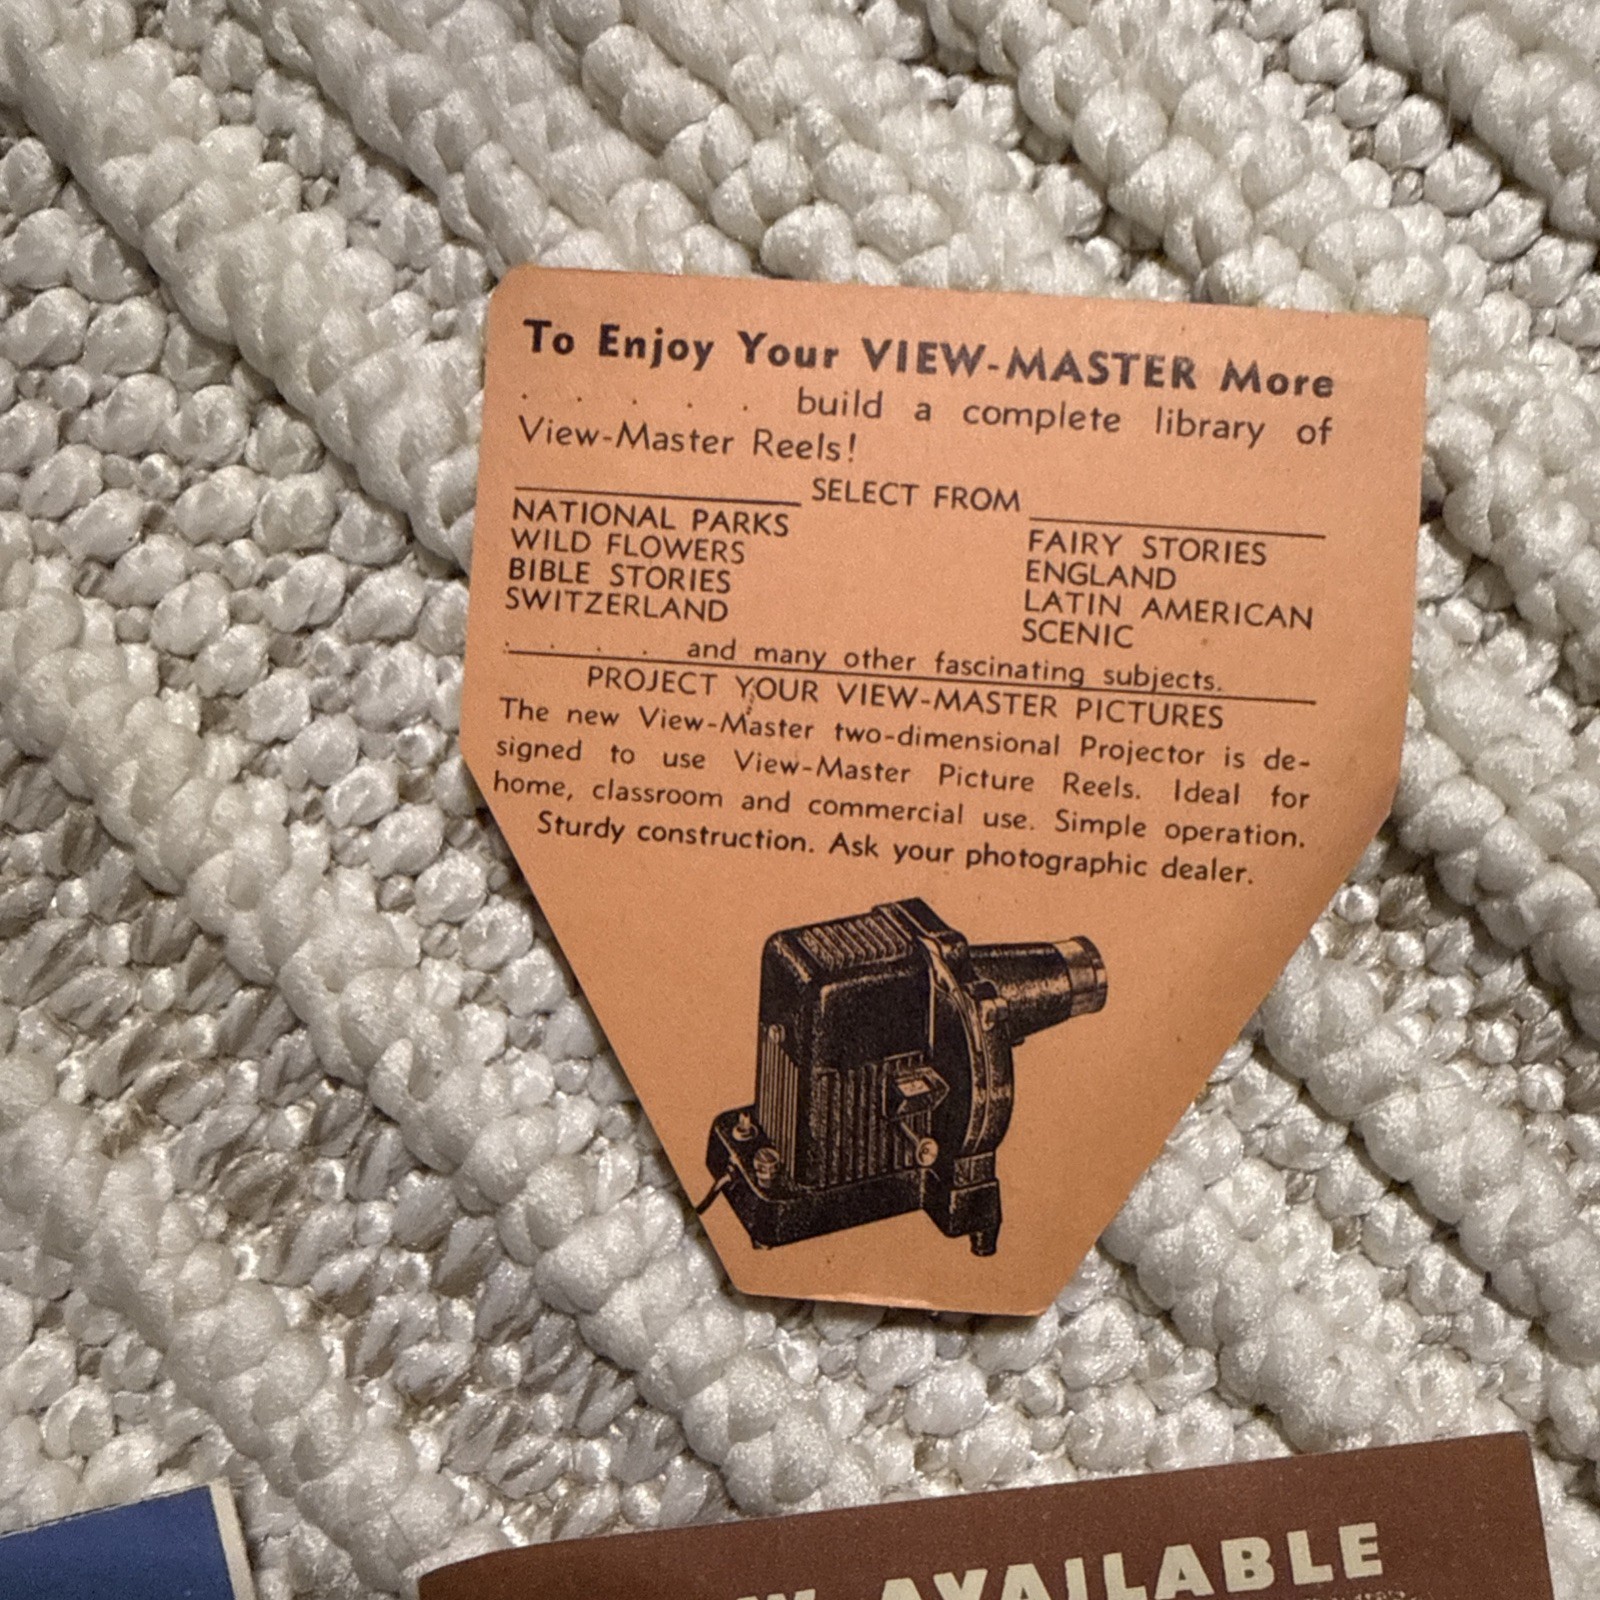 To Enjoy Your VIEW-MASTER More
. . . . . build a complete library of
View-Master Reels!
SELECT FROM
NATIONAL PARKS
WILD FLOWERS
BIBLE STORIES
SWITZERLAND
FAIRY STORIES
ENGLAND
LATIN AMERICAN
SCENIC
. . . . and many other fascinating subjects.
PROJECT YOUR VIEW-MASTER PICTURES
The new View-Master two-dimensional Projector is de-
signed to use View-Master Picture Reels. Ideal for
home, classroom and commercial use. Simple operation.
Sturdy construction. Ask your photographic dealer.
AVAILABLE